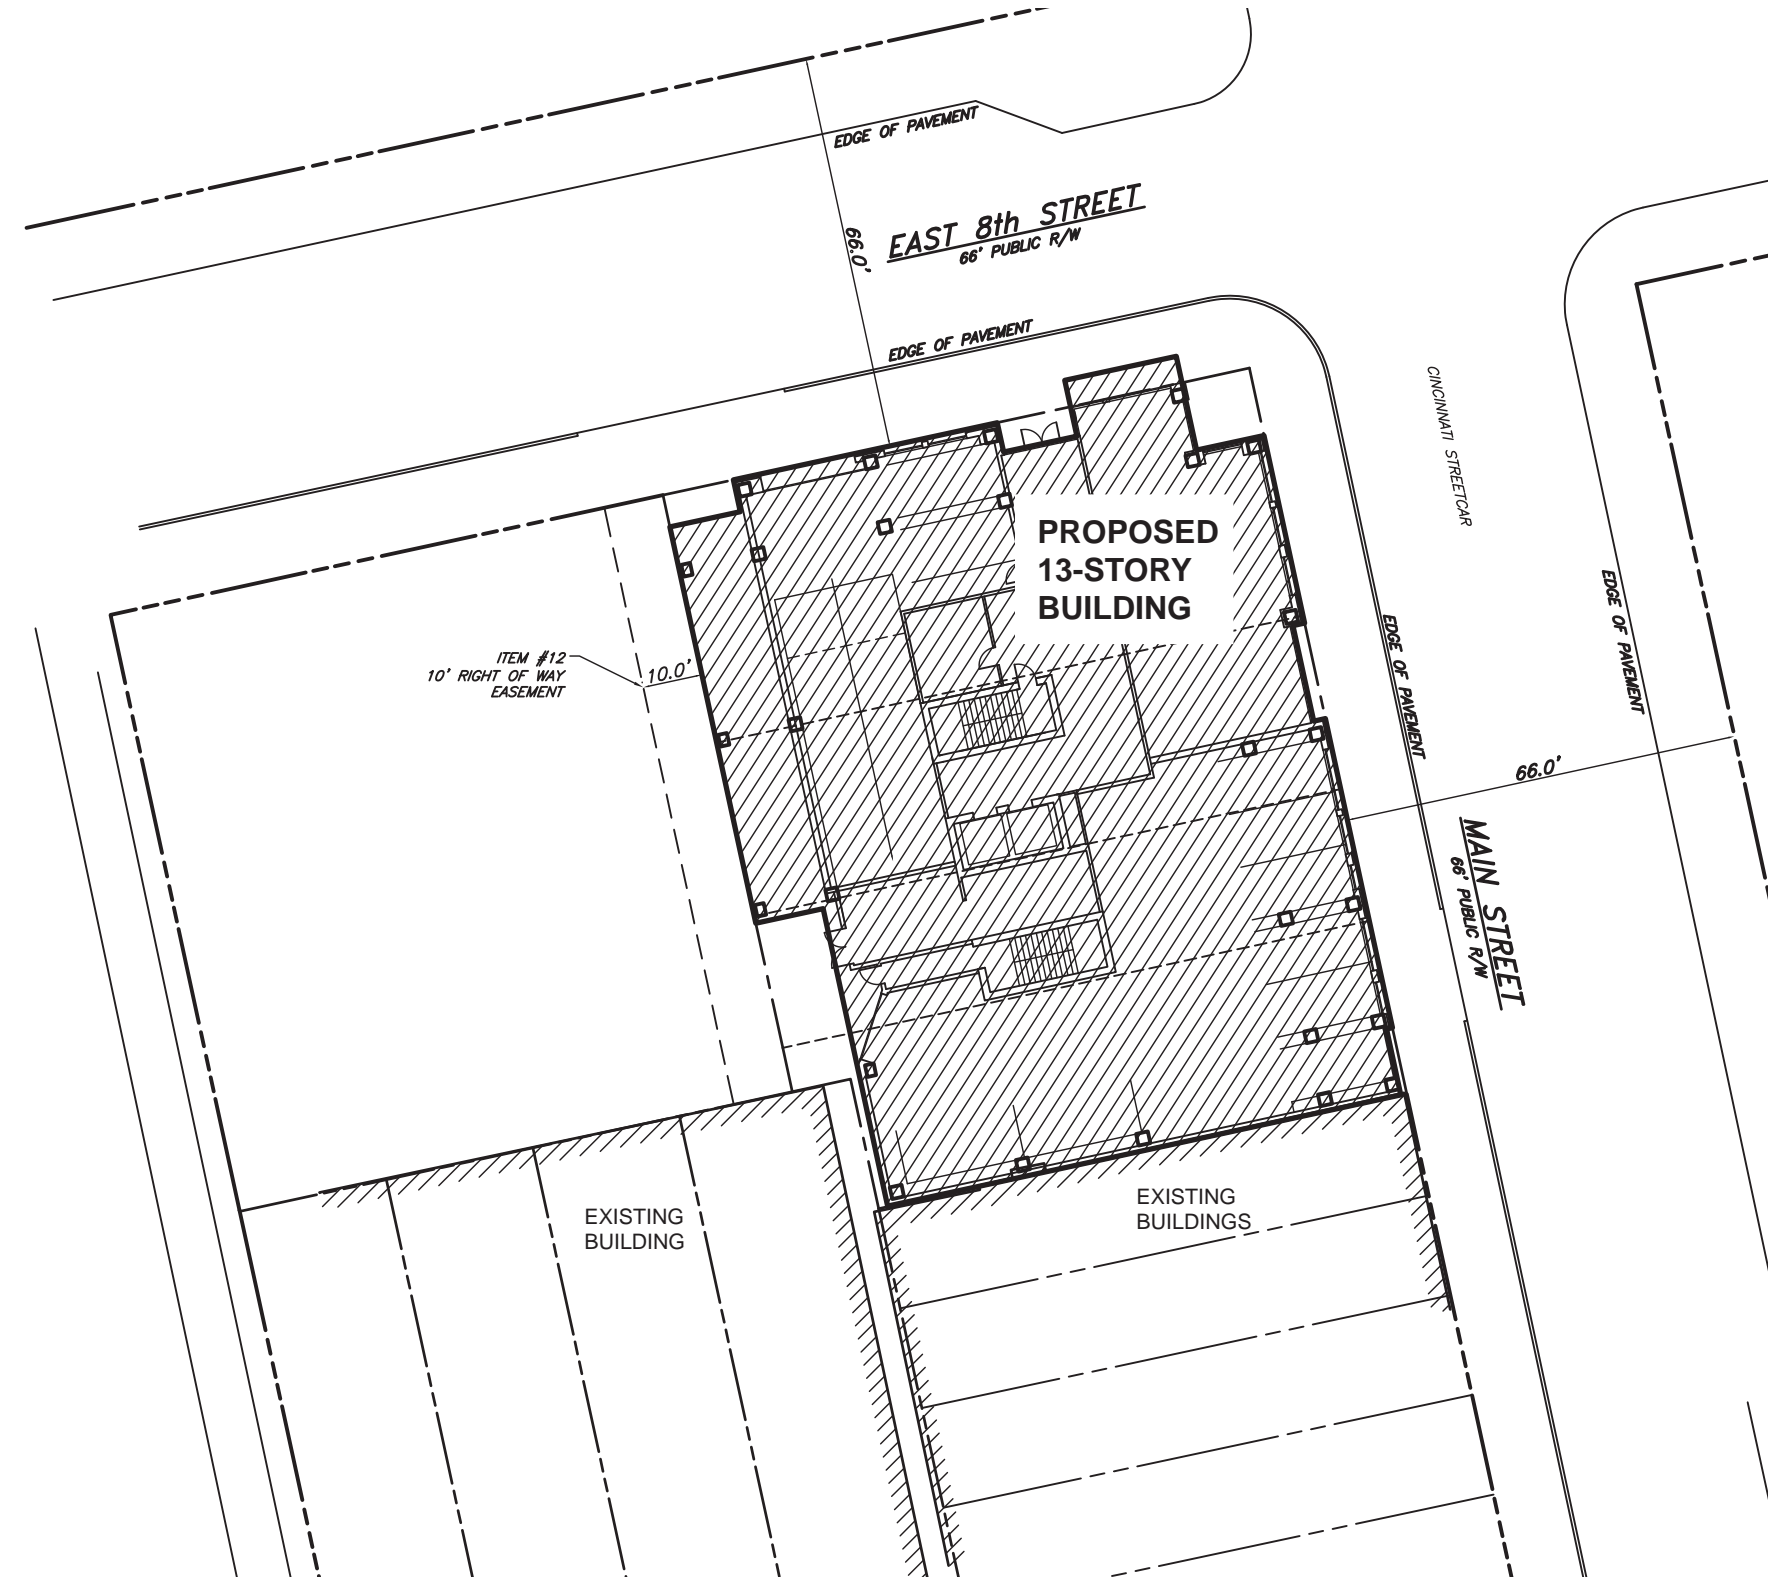 EDGE OF PAVEMENT
EAST 8th STREET
66' PUBLIC R/W
66.0'
EDGE OF PAVEMENT
CINCINNATI STREETCAR
PROPOSED
13-STORY
BUILDING
EDGE OF PAVEMENT
EDGE OF PAVEMENT
ITEM #12
10' RIGHT OF WAY
EASEMENT
10.0'
66.0'
MAIN STREET
66' PUBLIC R/W
EXISTING
BUILDING
EXISTING
BUILDINGS